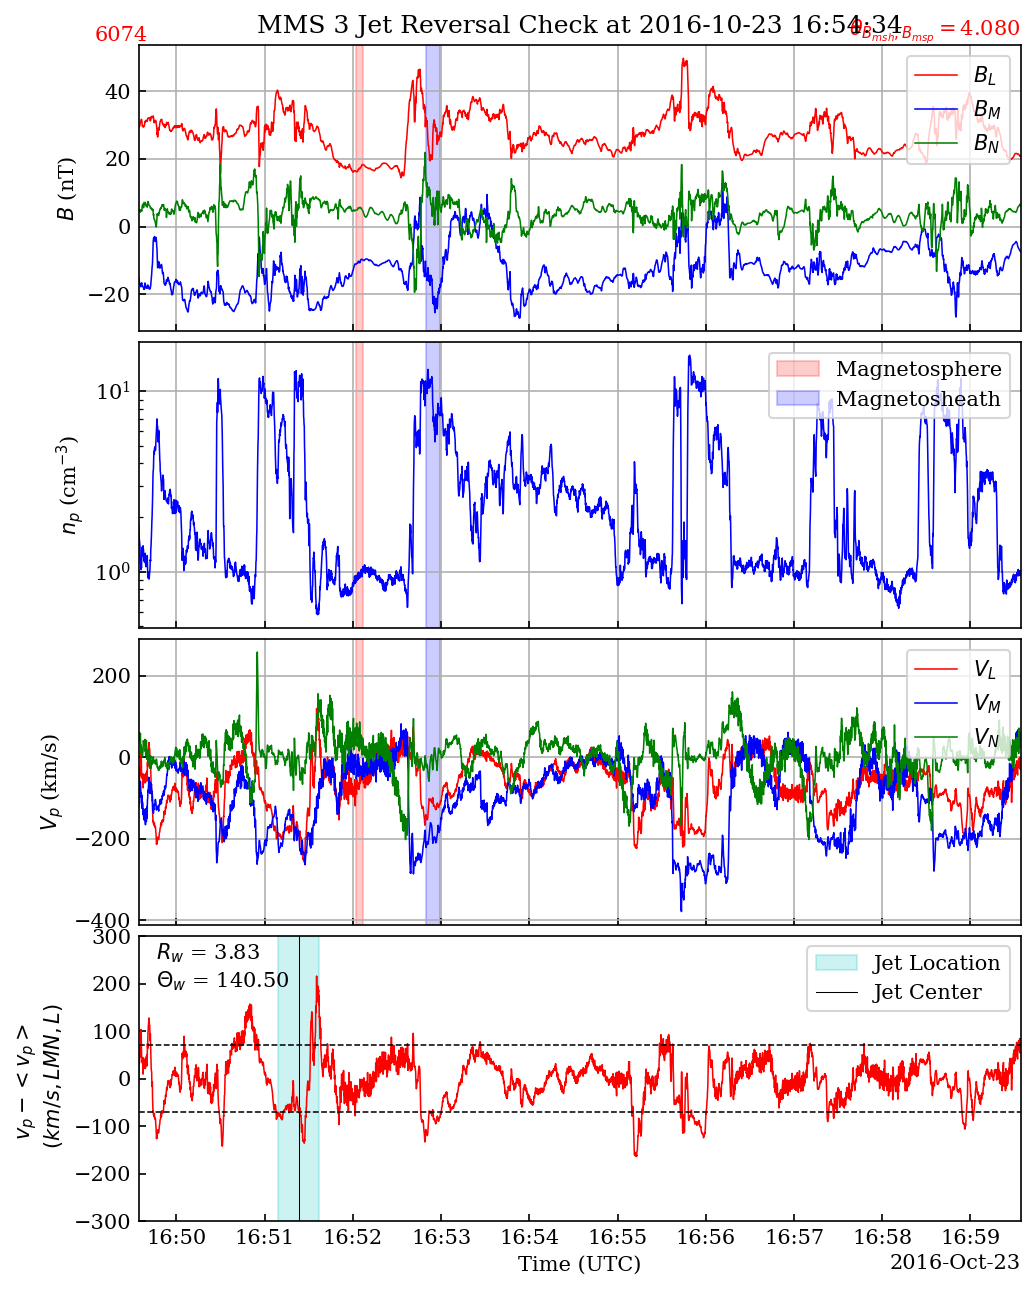 MMS 3 Jet Reversal Check at 2016-10-23 16:54:34
6074
θ_{B_{msh}, B_{msp}} = 4.080
B_L
B_M
B_N
40
20
0
−20
B (nT)
Magnetosphere
Magnetosheath
10^1
10^0
n_p (cm^{−3})
V_L
V_M
V_N
200
0
−200
−400
V_p (km/s)
R_w = 3.83
Θ_w = 140.50
Jet Location
Jet Center
300
200
100
0
−100
−200
−300
v_p − < v_p >
(km/s, LMN, L)
16:50 16:51 16:52 16:53 16:54 16:55 16:56 16:57 16:58 16:59
Time (UTC)
2016-Oct-23